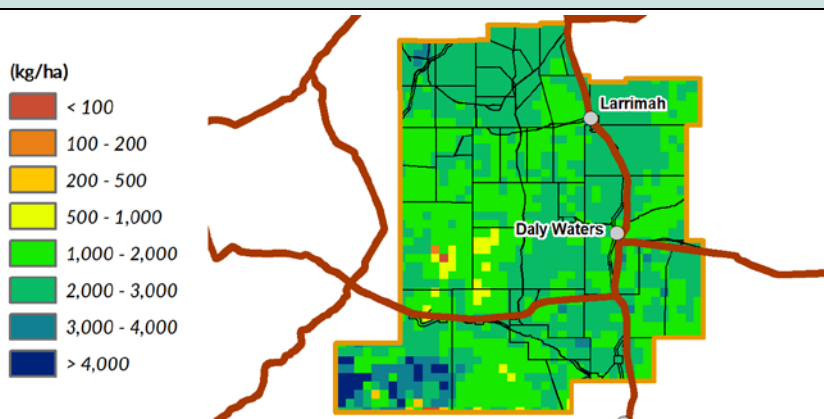 (kg/ha)
< 100
100 - 200
200 - 500
500 - 1,000
1,000 - 2,000
2,000 - 3,000
3,000 - 4,000
> 4,000
Larrimah
Daly Waters